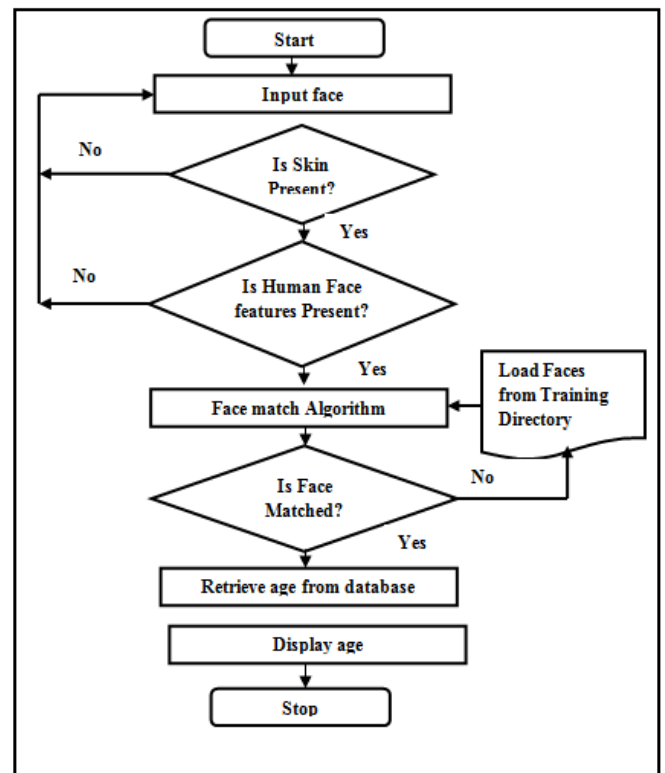 Start
Input face
No
Is Skin
Present?
Yes
No
Is Human Face
features Present?
Yes
Load Faces
from Training
Directory
Face match Algorithm
Is Face
Matched?
No
Yes
Retrieve age from database
Display age
Stop